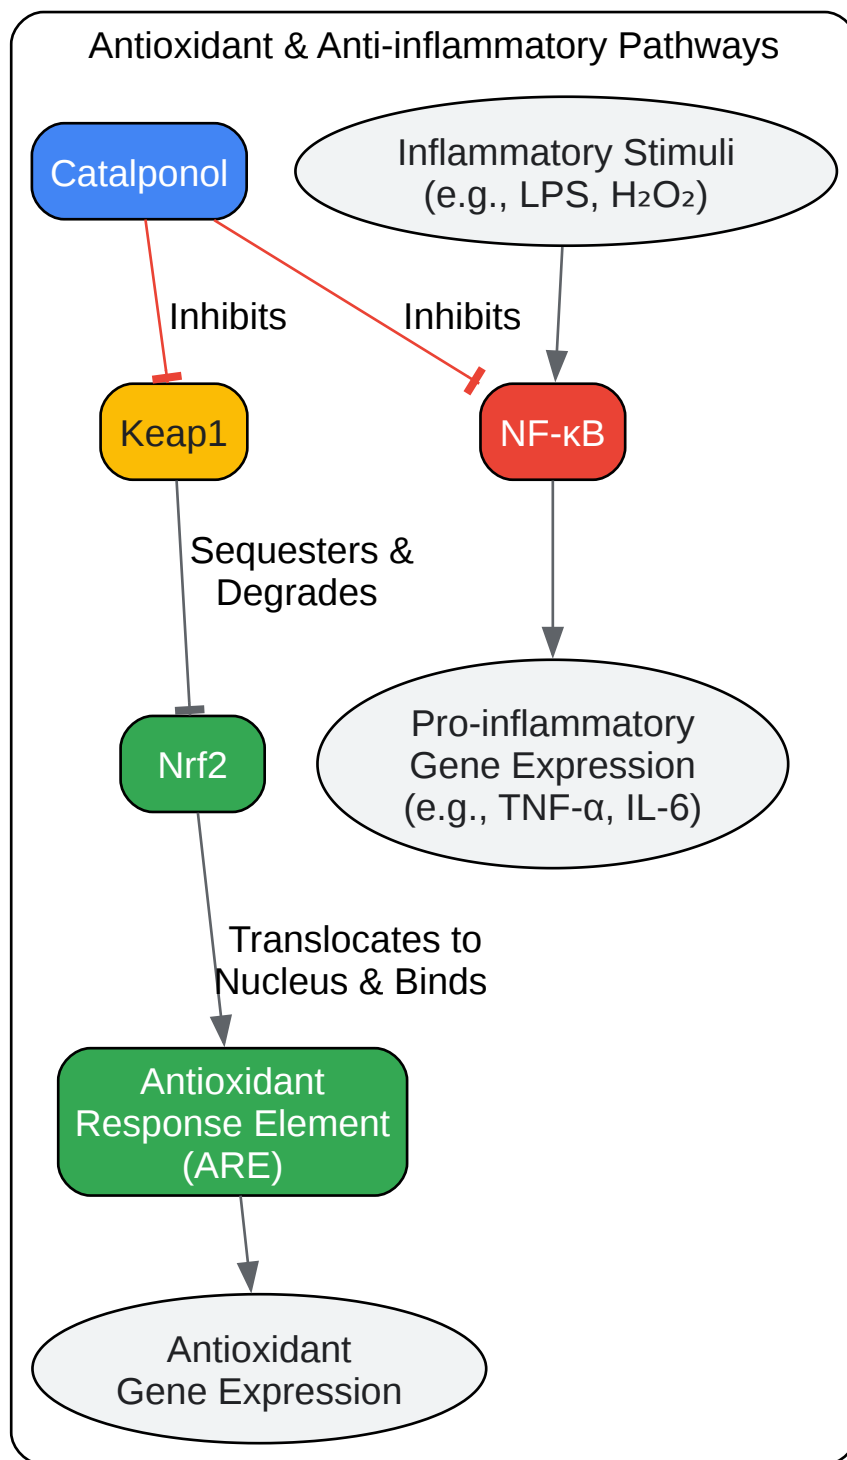 Antioxidant & Anti-inflammatory Pathways
Catalponol
Inflammatory Stimuli
(e.g., LPS, H₂O₂)
Inhibits
Inhibits
Keap1
NF-κB
Sequesters &
Degrades
Nrf2
Pro-inflammatory
Gene Expression
(e.g., TNF-α, IL-6)
Translocates to
Nucleus & Binds
Antioxidant
Response Element
(ARE)
Antioxidant
Gene Expression